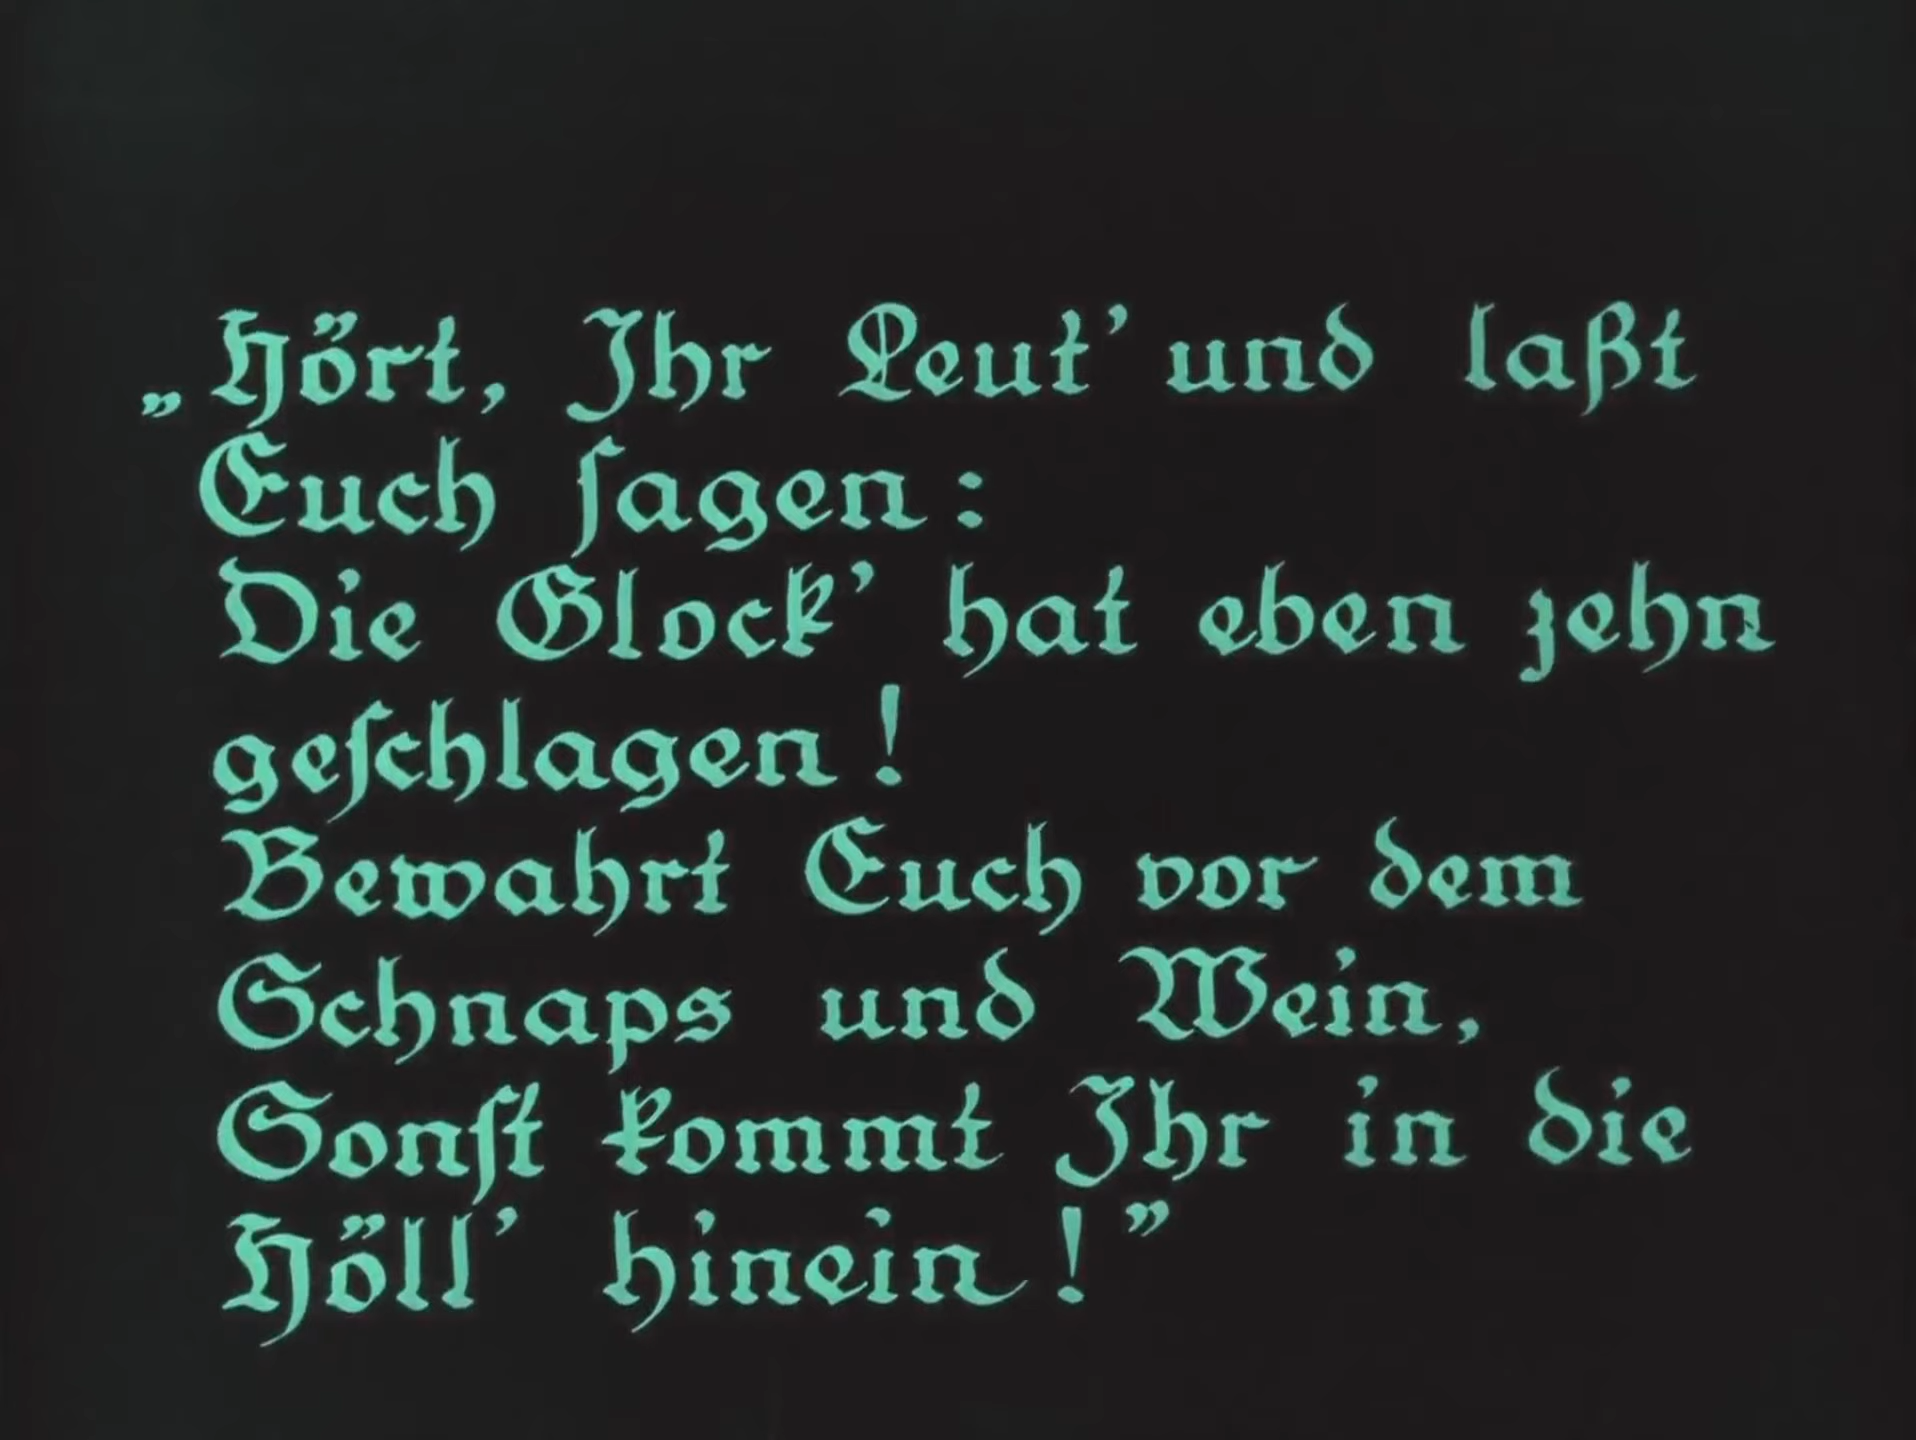 „Hört, Ihr Leut’ und laßt
Euch ſagen:
Die Glock’ hat eben zehn
geſchlagen!
Bewahrt Euch vor dem
Schnaps und Wein,
Sonſt kommt Ihr in die
Höll’ hinein!”